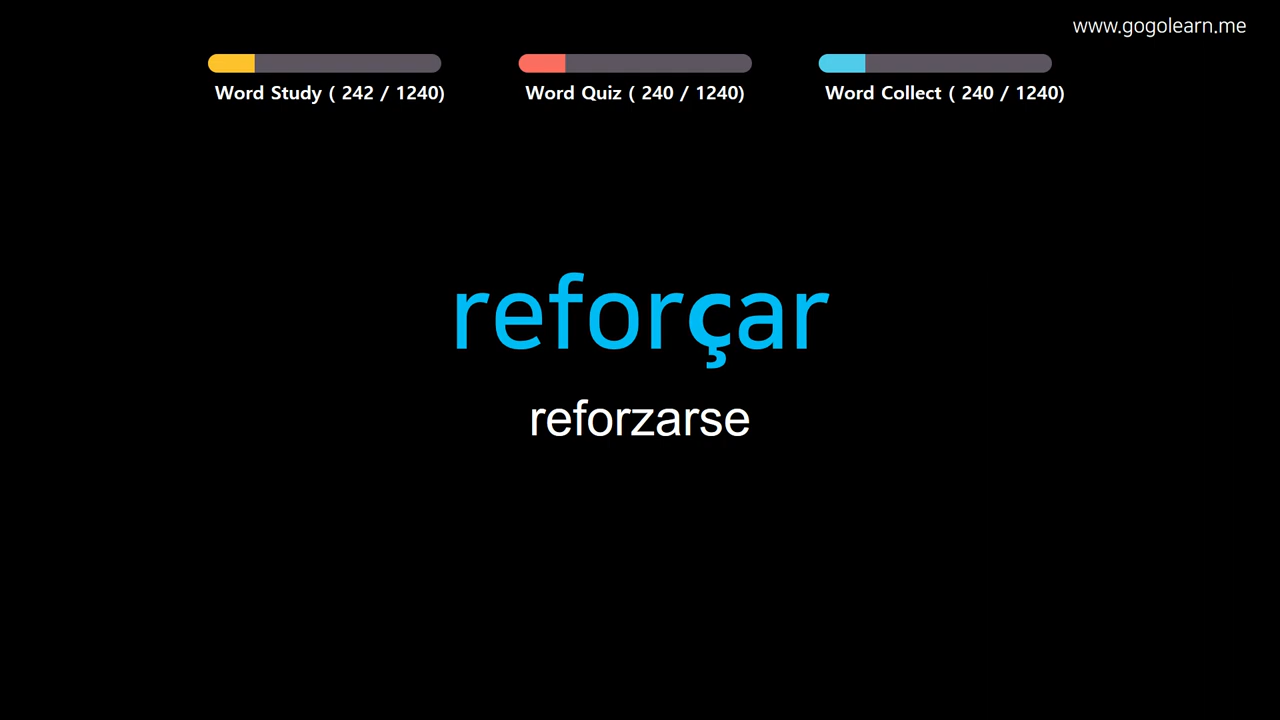 www.gogolearn.me
Word Study ( 242 / 1240)
Word Quiz ( 240 / 1240)
Word Collect ( 240 / 1240)
reforçar
reforzarse